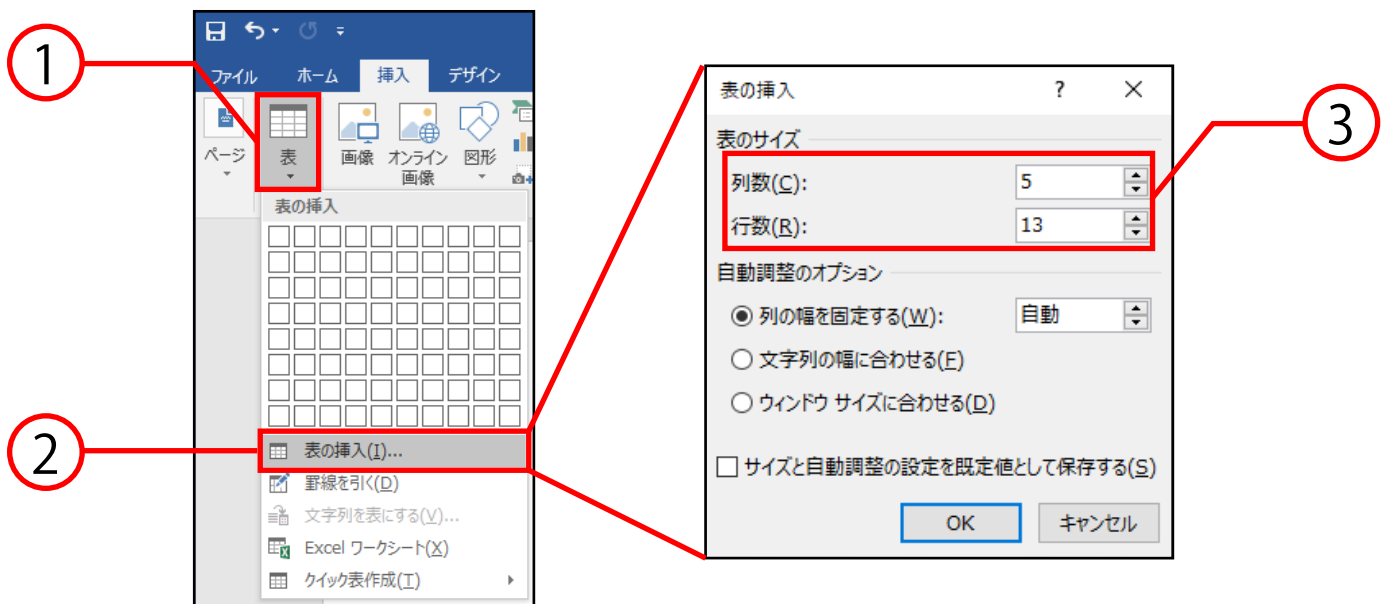 1
ファイル ホーム 挿入 デザイン
ページ 表 画像 オンライン 図形
画像
表の挿入
2
表の挿入(I)...
罫線を引く(D)
文字列を表にする(V)...
Excel ワークシート(X)
クイック表作成(T)
表の挿入 ?
表のサイズ
列数(C): 5
行数(R): 13
自動調整のオプション
列の幅を固定する(W): 自動
文字列の幅に合わせる(F)
ウィンドウ サイズに合わせる(D)
サイズと自動調整の設定を既定値として保存する(S)
OK キャンセル
3